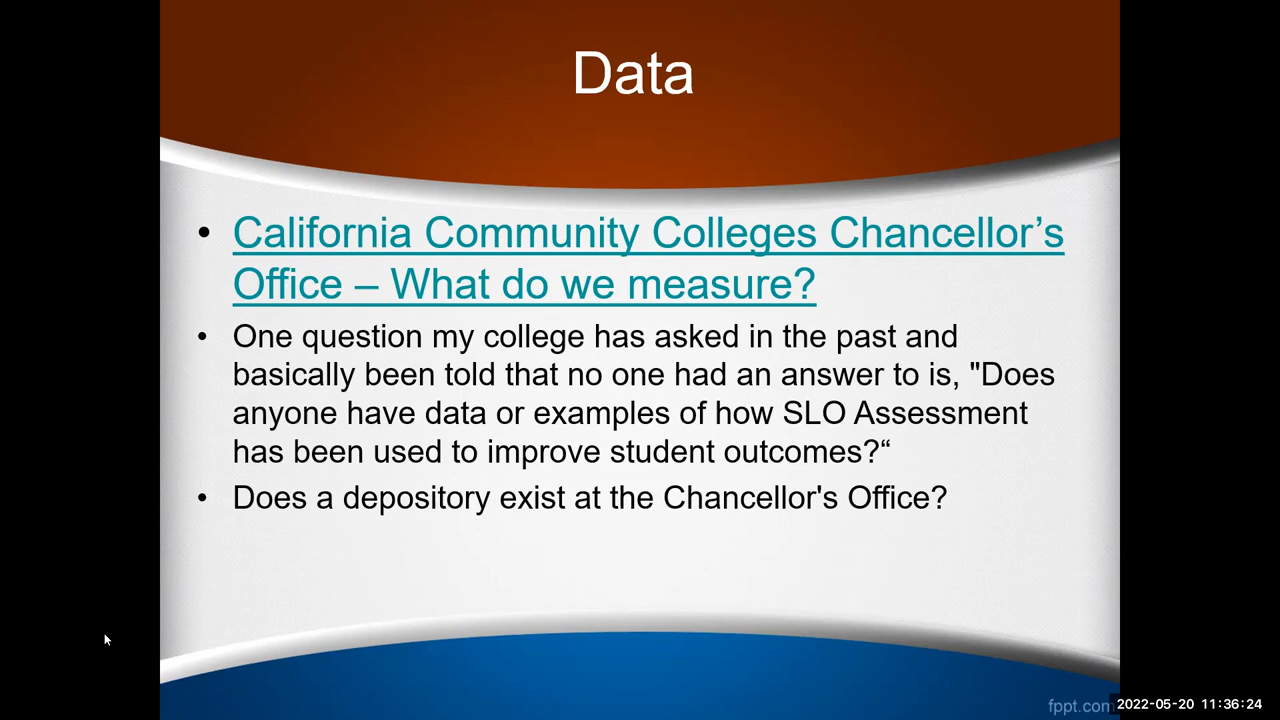 Data
• California Community Colleges Chancellor’s
Office – What do we measure?
• One question my college has asked in the past and
basically been told that no one had an answer to is, "Does
anyone have data or examples of how SLO Assessment
has been used to improve student outcomes?“
• Does a depository exist at the Chancellor's Office?
fppt.com
2022-05-20 11:36:24